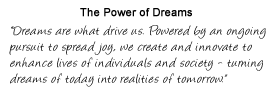 The Power of Dreams
"Dreams are what drive us. Powered by an ongoing
pursuit to spread joy, we create and innovate to
enhance lives of individuals and society - turning
dreams of today into realities of tomorrow."